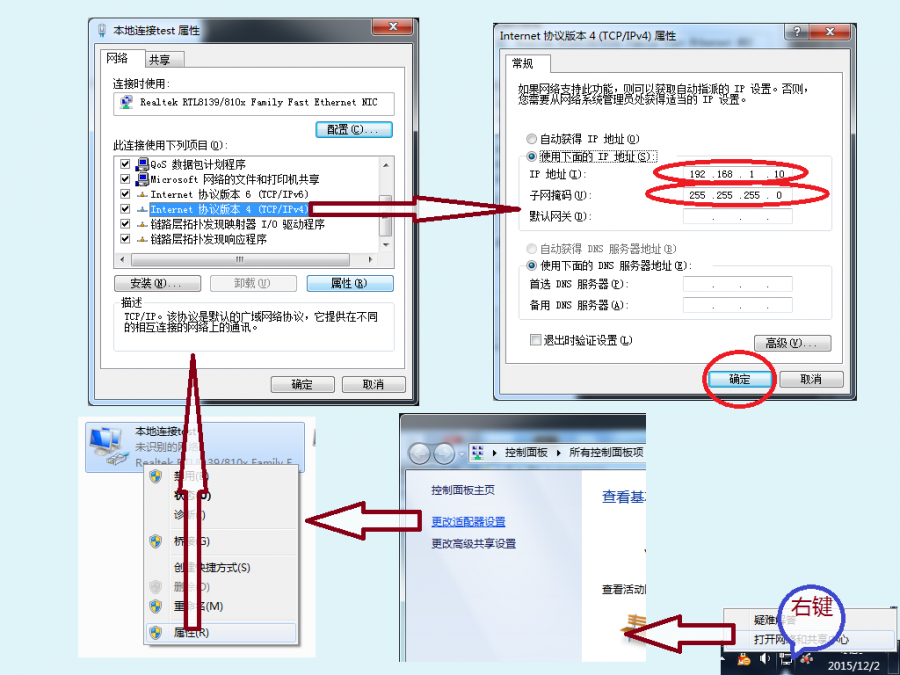 本地连接test 属性
网络
共享
连接时使用:
Realtek RTL8139/810x Family Fast Ethernet NIC
配置(C)...
此连接使用下列项目(O):
QoS 数据包计划程序
Microsoft 网络的文件和打印机共享
Internet 协议版本 6 (TCP/IPv6)
Internet 协议版本 4 (TCP/IPv4)
链路层拓扑发现映射器 I/O 驱动程序
链路层拓扑发现响应程序
安装(N)...
卸载(U)
属性(R)
描述
TCP/IP。该协议是默认的广域网络协议，它提供在不同
的相互连接的网络上的通讯。
确定
取消
Internet 协议版本 4 (TCP/IPv4) 属性
常规
如果网络支持此功能，则可以获取自动指派的 IP 设置。否则，
您需要从网络系统管理员处获得适当的 IP 设置。
自动获得 IP 地址(O)
使用下面的 IP 地址(S):
IP 地址(I): 192 .168 . 1 . 10
子网掩码(U): 255 .255 .255 . 0
默认网关(D): . . .
自动获得 DNS 服务器地址(B)
使用下面的 DNS 服务器地址(E):
首选 DNS 服务器(P): . . .
备用 DNS 服务器(A): . . .
退出时验证设置(L)
高级(V)...
确定
取消
本地连接test
未识别的网
Realtek RTL8139/810x Family F
禁用(B)
状态(U)
诊断(I)
桥接(G)
创建快捷方式(S)
删除(D)
重命名(M)
属性(R)
控制面板
所有控制面板项
控制面板主页
更改适配器设置
更改高级共享设置
查看基
查看活动
右键
疑难
打开网络和共享中心
2015/12/2